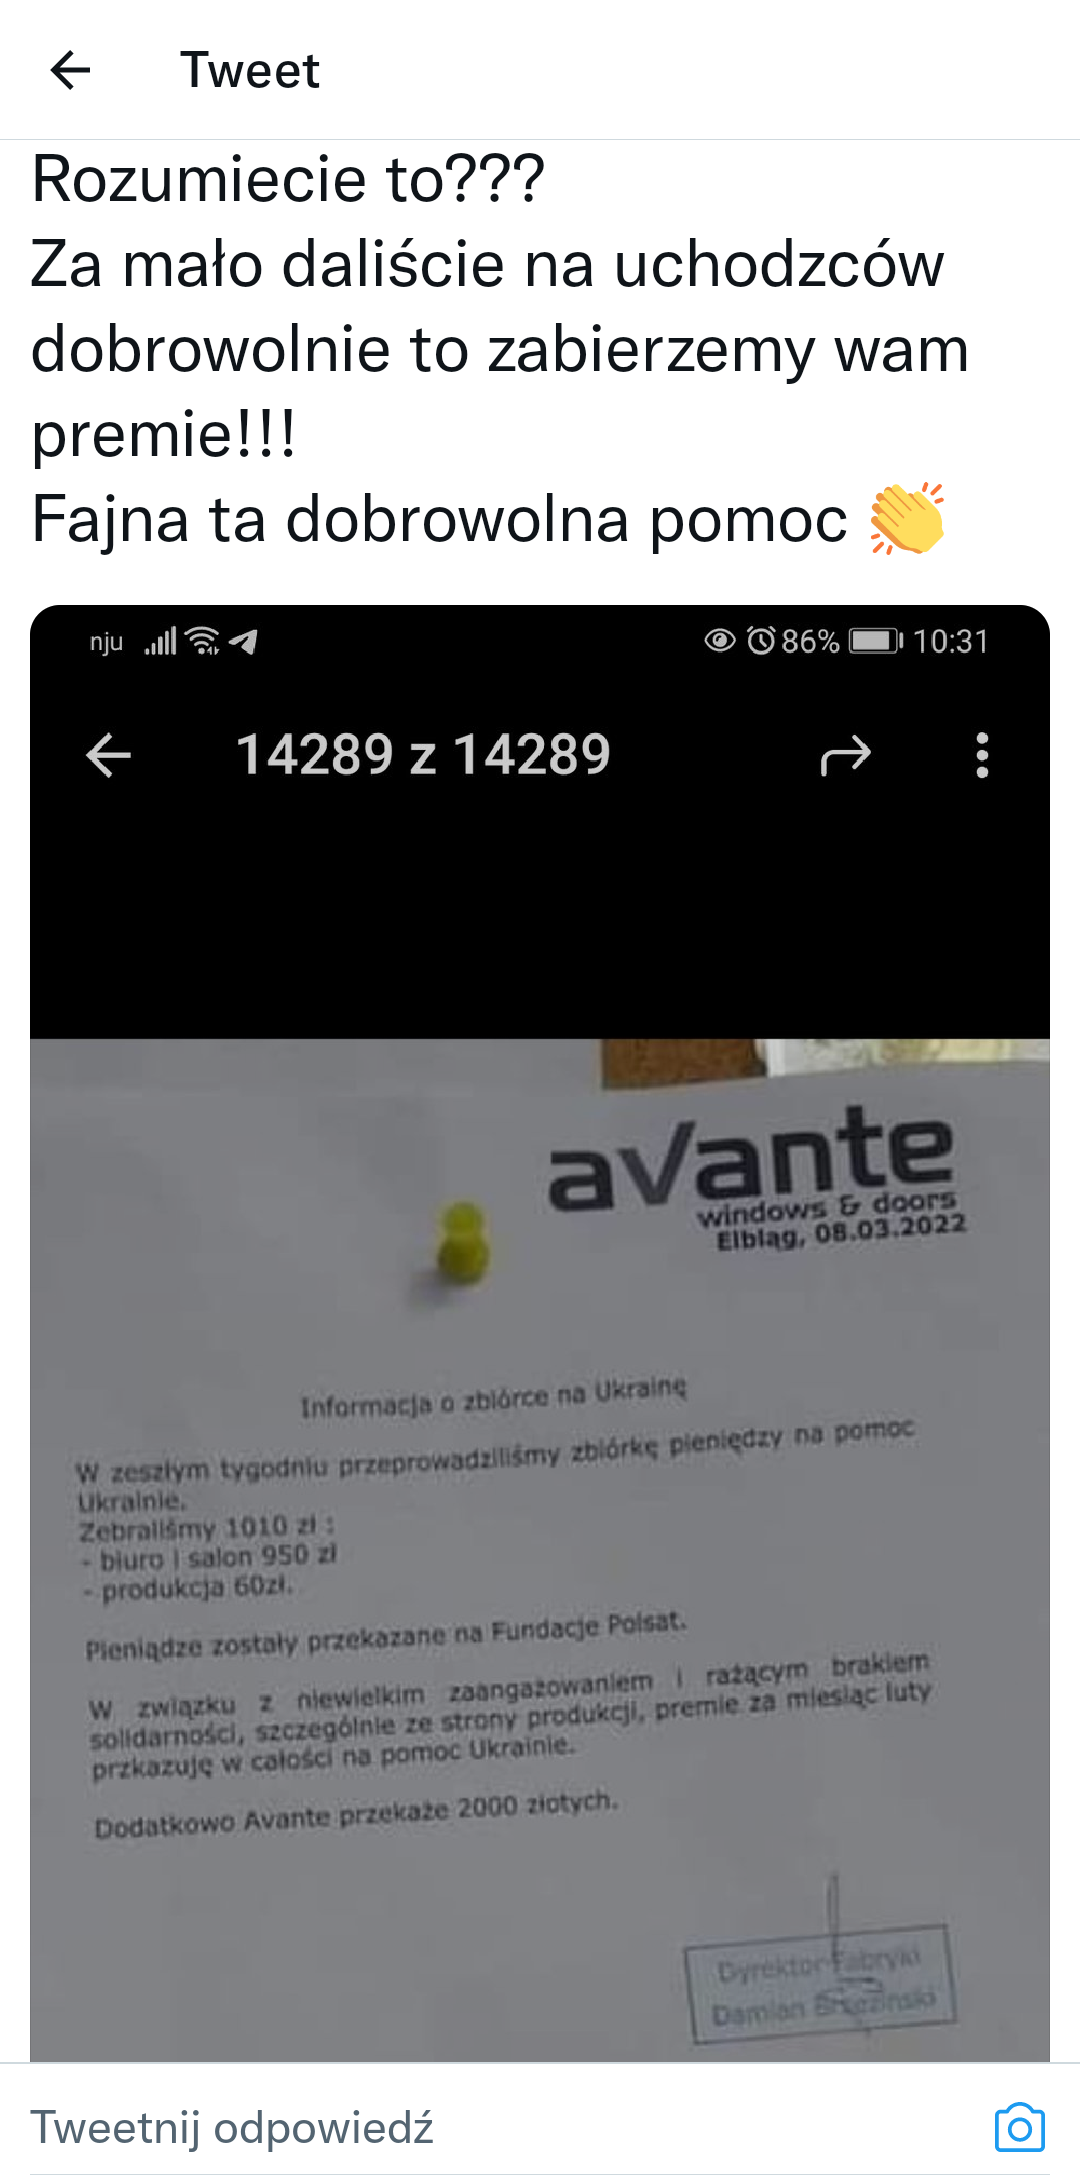 Tweet
Rozumiecie to???
Za mało daliście na uchodzców
dobrowolnie to zabierzemy wam
premie!!!
Fajna ta dobrowolna pomoc 👏
nju 86% 10:31
14289 z 14289
avante
windows & doors
Elbląg, 08.03.2022
Informacja o zbiórce na Ukrainę
W zeszłym tygodniu przeprowadziliśmy zbiórkę pieniędzy na pomoc
Ukrainie.
Zebraliśmy 1010 zł :
- biuro i salon 950 zł
- produkcja 60zł.
Pieniądze zostały przekazane na Fundacje Polsat.
W związku z niewielkim zaangażowaniem i rażącym brakiem
solidarności, szczególnie ze strony produkcji, premie za miesiąc luty
przkazuję w całości na pomoc Ukrainie.
Dodatkowo Avante przekaże 2000 złotych.
Dyrektor Fabryki
Damian Brzeziński
Tweetnij odpowiedź